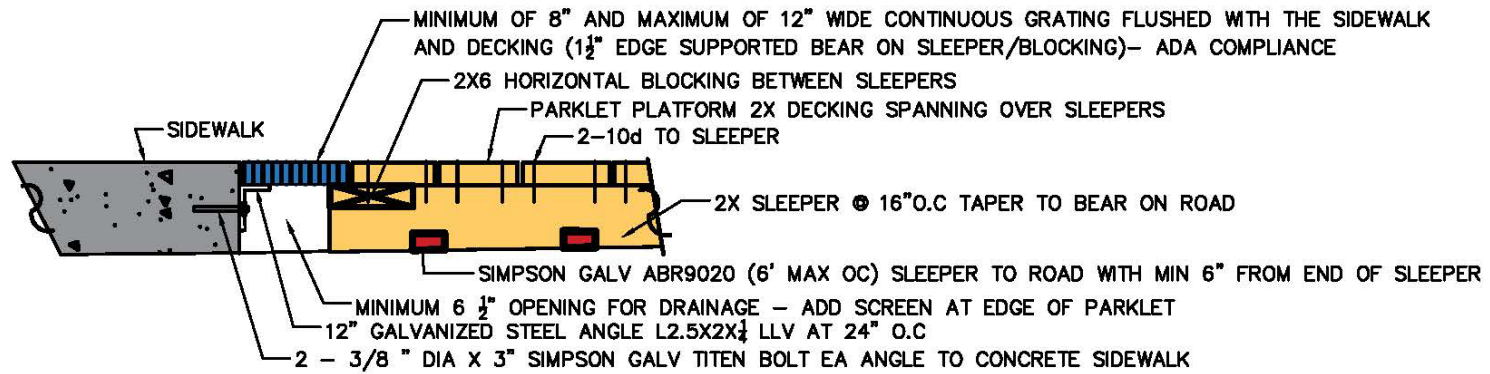 MINIMUM OF 8" AND MAXIMUM OF 12" WIDE CONTINUOUS GRATING FLUSHED WITH THE SIDEWALK
AND DECKING (1½" EDGE SUPPORTED BEAR ON SLEEPER/BLOCKING)– ADA COMPLIANCE
2X6 HORIZONTAL BLOCKING BETWEEN SLEEPERS
PARKLET PLATFORM 2X DECKING SPANNING OVER SLEEPERS
SIDEWALK
2–10d TO SLEEPER
2X SLEEPER @ 16"O.C TAPER TO BEAR ON ROAD
SIMPSON GALV ABR9020 (6' MAX OC) SLEEPER TO ROAD WITH MIN 6" FROM END OF SLEEPER
MINIMUM 6 ½" OPENING FOR DRAINAGE – ADD SCREEN AT EDGE OF PARKLET
12" GALVANIZED STEEL ANGLE L2.5X2X¼ LLV AT 24" O.C
2 – 3/8 " DIA X 3" SIMPSON GALV TITEN BOLT EA ANGLE TO CONCRETE SIDEWALK